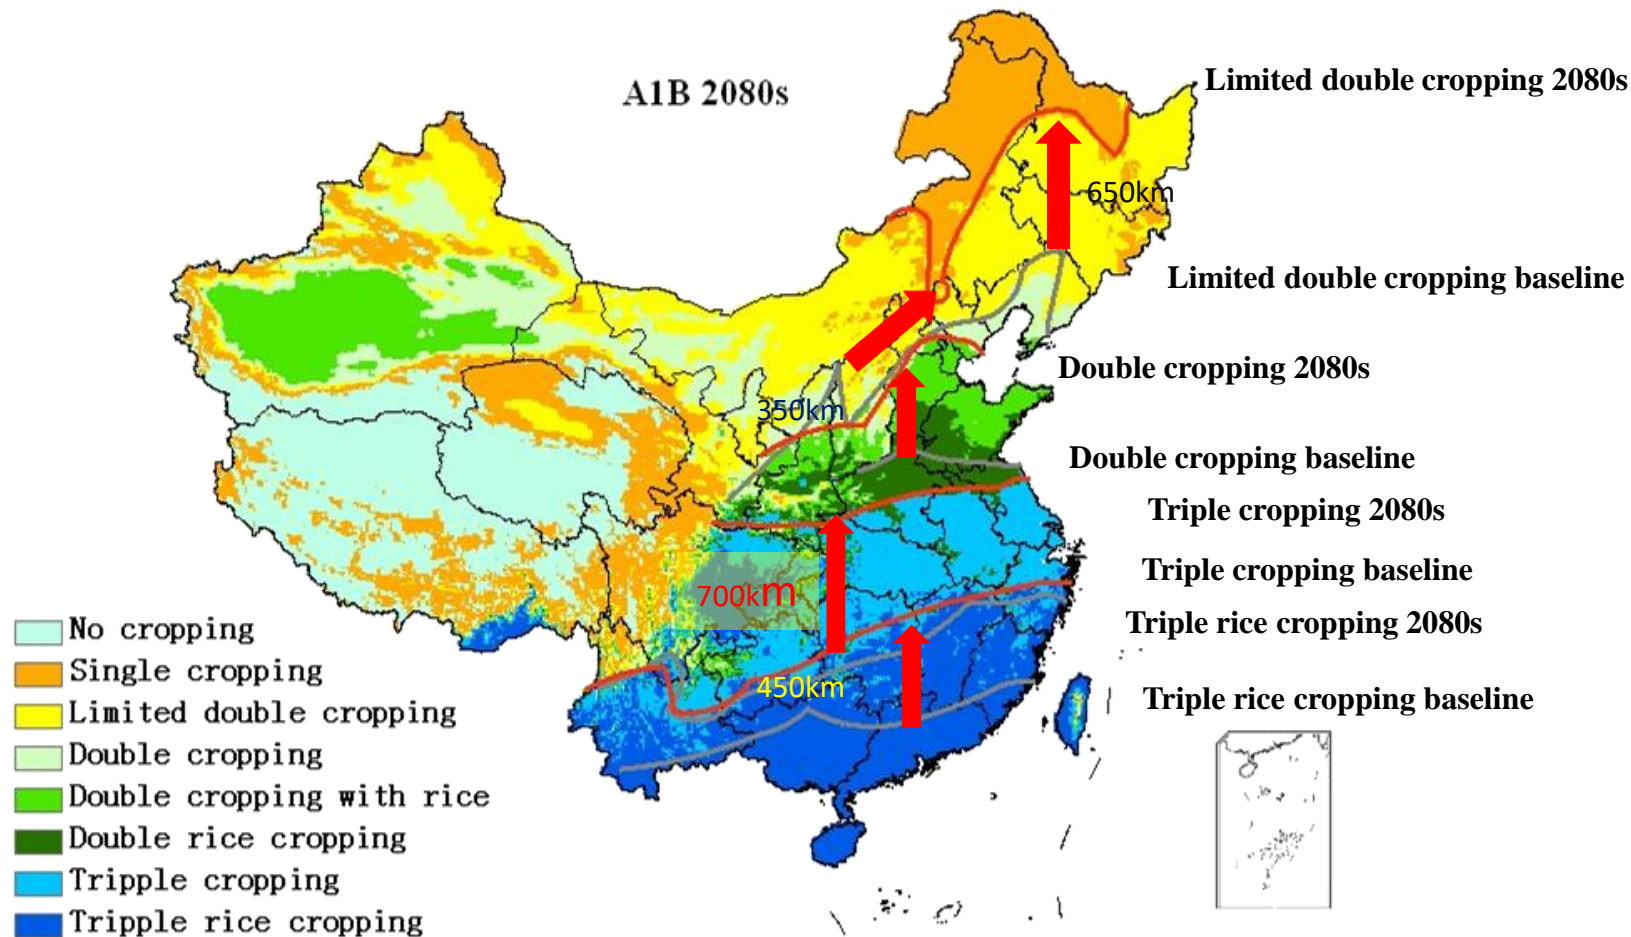 A1B 2080s
Limited double cropping 2080s
650km
Limited double cropping baseline
Double cropping 2080s
350km
Double cropping baseline
Triple cropping 2080s
Triple cropping baseline
700km
Triple rice cropping 2080s
450km
Triple rice cropping baseline
No cropping
Single cropping
Limited double cropping
Double cropping
Double cropping with rice
Double rice cropping
Tripple cropping
Tripple rice cropping